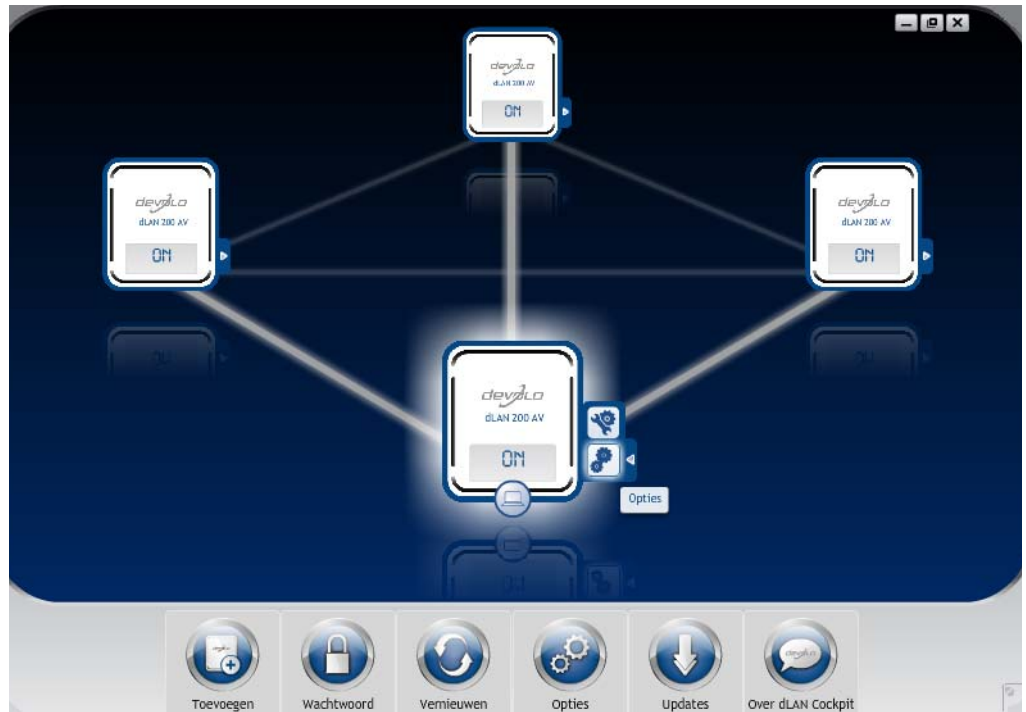 devolo
dLAN 200 AV
ON
devolo
dLAN 200 AV
ON
devolo
dLAN 200 AV
ON
devolo
dLAN 200 AV
ON
Opties
Toevoegen
Wachtwoord
Vernieuwen
Opties
Updates
devolo
Over dLAN Cockpit